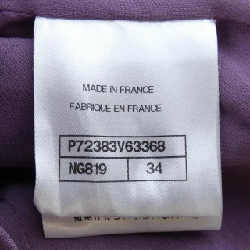 MADE IN FRANCE
FABRIQUE EN FRANCE
P72383V63368
NG819 34